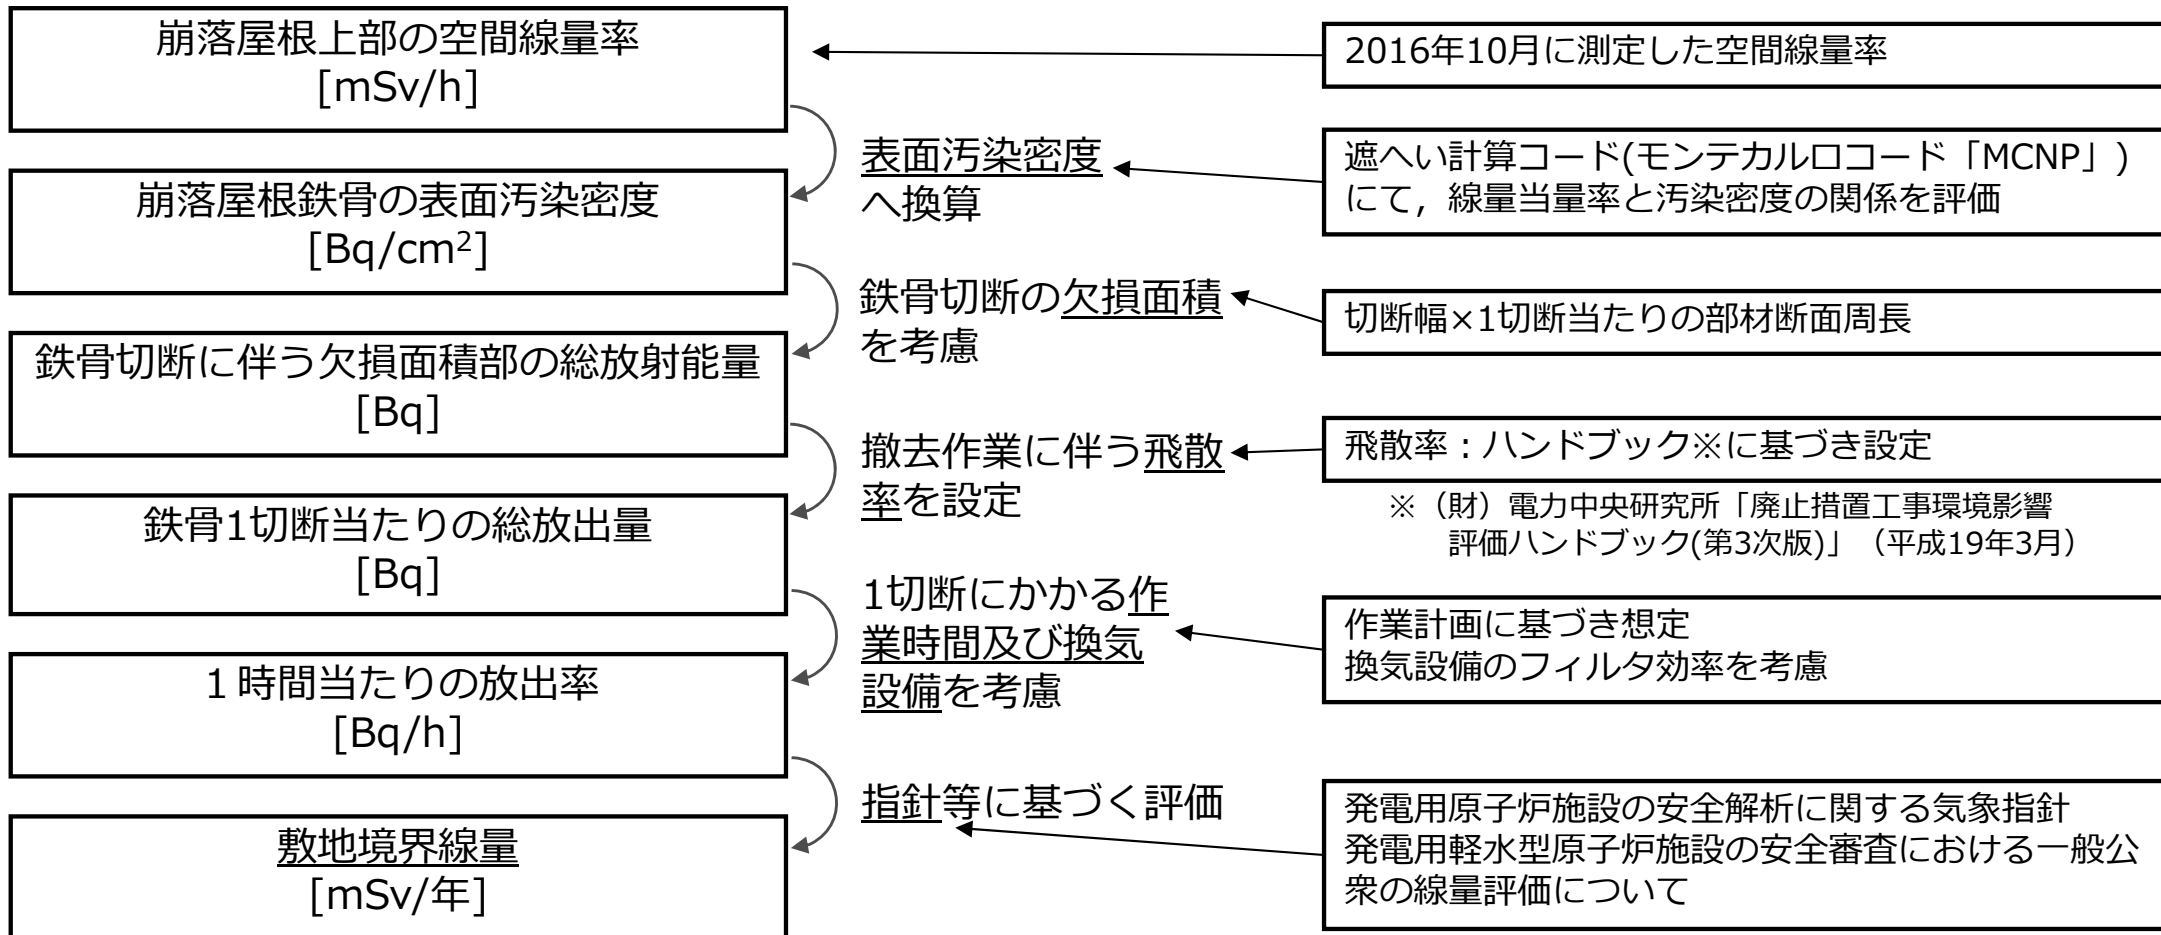 崩落屋根上部の空間線量率
[mSv/h]
2016年10月に測定した空間線量率
表面汚染密度
へ換算
遮へい計算コード(モンテカルロコード「MCNP」)
にて，線量当量率と汚染密度の関係を評価
崩落屋根鉄骨の表面汚染密度
[Bq/cm²]
鉄骨切断の欠損面積
を考慮
切断幅×1切断当たりの部材断面周長
鉄骨切断に伴う欠損面積部の総放射能量
[Bq]
撤去作業に伴う飛散
率を設定
飛散率：ハンドブック※に基づき設定
※（財）電力中央研究所「廃止措置工事環境影響
評価ハンドブック(第3次版)」（平成19年3月）
鉄骨1切断当たりの総放出量
[Bq]
1切断にかかる作
業時間及び換気
設備を考慮
作業計画に基づき想定
換気設備のフィルタ効率を考慮
１時間当たりの放出率
[Bq/h]
指針等に基づく評価
発電用原子炉施設の安全解析に関する気象指針
発電用軽水型原子炉施設の安全審査における一般公
衆の線量評価について
敷地境界線量
[mSv/年]